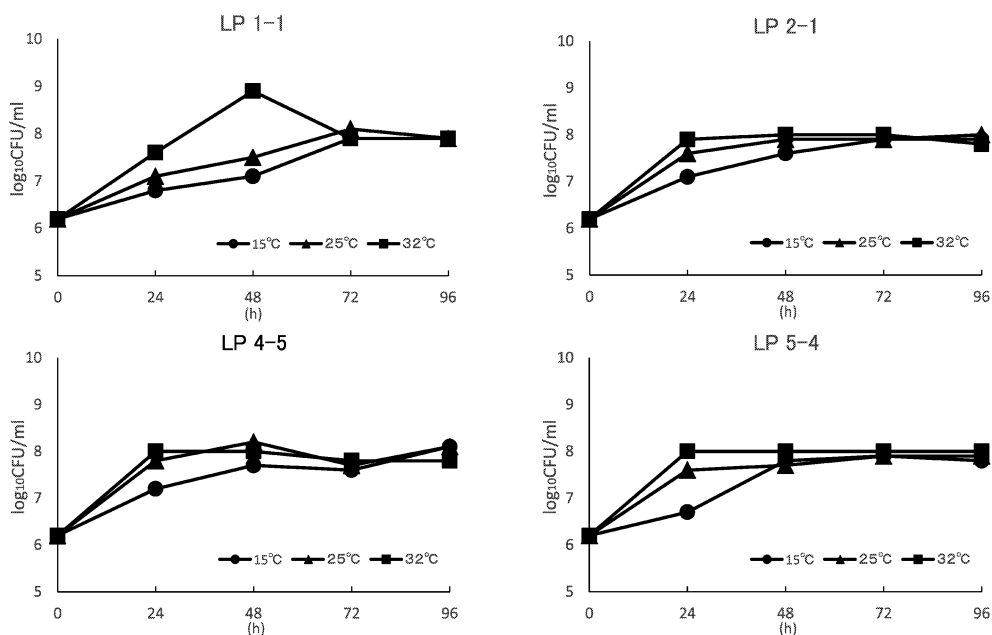 LP 1-1
log₁₀CFU/ml
10
9
8
7
6
5
15℃ 25℃ 32℃
0 24 48 72 96
(h)
LP 2-1
log₁₀CFU/ml
10
9
8
7
6
5
15℃ 25℃ 32℃
0 24 48 72 96
(h)
LP 4-5
log₁₀CFU/ml
10
9
8
7
6
5
15℃ 25℃ 32℃
0 24 48 72 96
(h)
LP 5-4
log₁₀CFU/ml
10
9
8
7
6
5
15℃ 25℃ 32℃
0 24 48 72 96
(h)